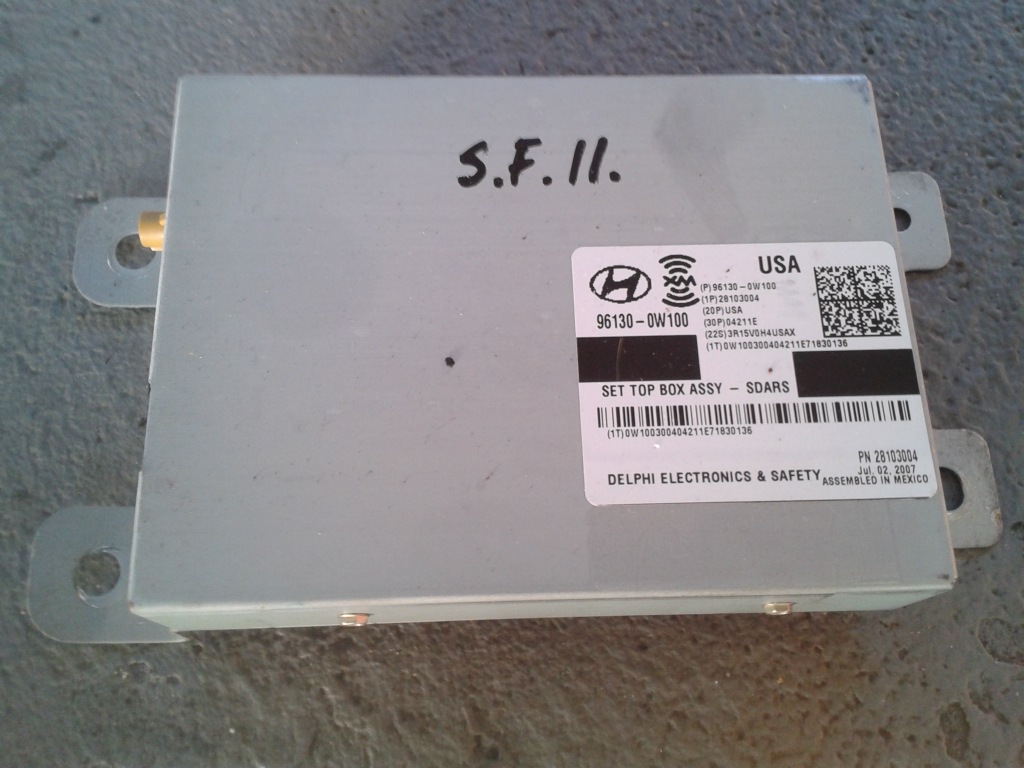 S.F.11.
H
XM
USA
96130-0W100
(P)96130-0W100
(1P)28103004
(20P)USA
(30P)04211E
(22S)3R15V0H4USAX
(1T)0W100300404211E71830136
SET TOP BOX ASSY - SDARS
(1T)0W100300404211E71830136
PN 28103004
Jul. 02, 2007
DELPHI ELECTRONICS & SAFETY
ASSEMBLED IN MEXICO